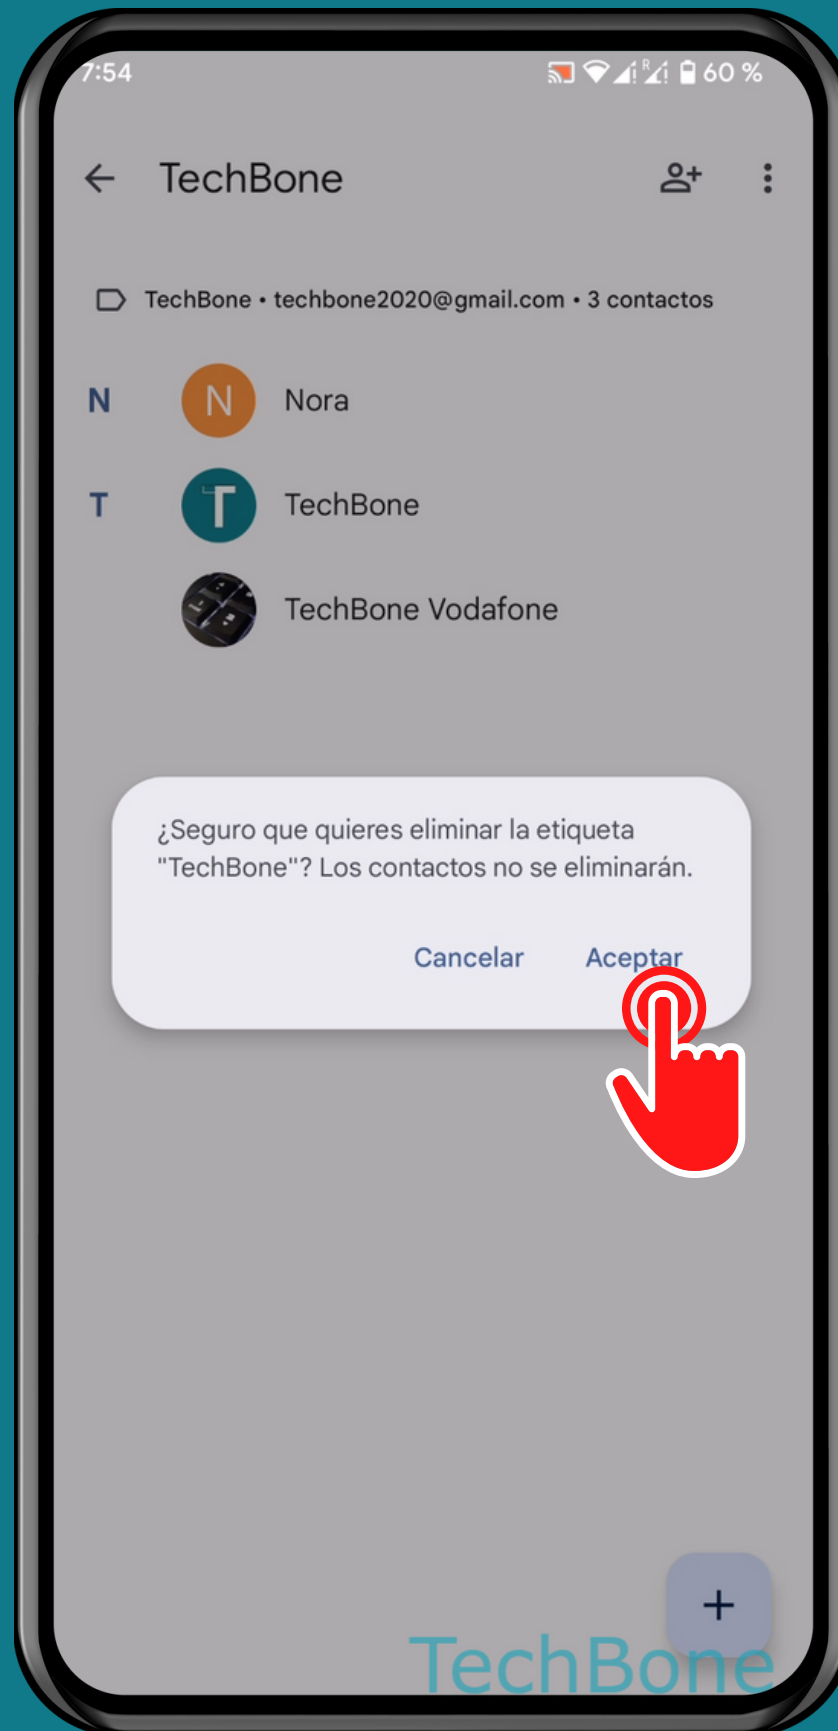 7:54 R 60 %
TechBone
TechBone • techbone2020@gmail.com • 3 contactos
N N Nora
T T TechBone
TechBone Vodafone
¿Seguro que quieres eliminar la etiqueta
"TechBone"? Los contactos no se eliminarán.
Cancelar Aceptar
+
TechBone